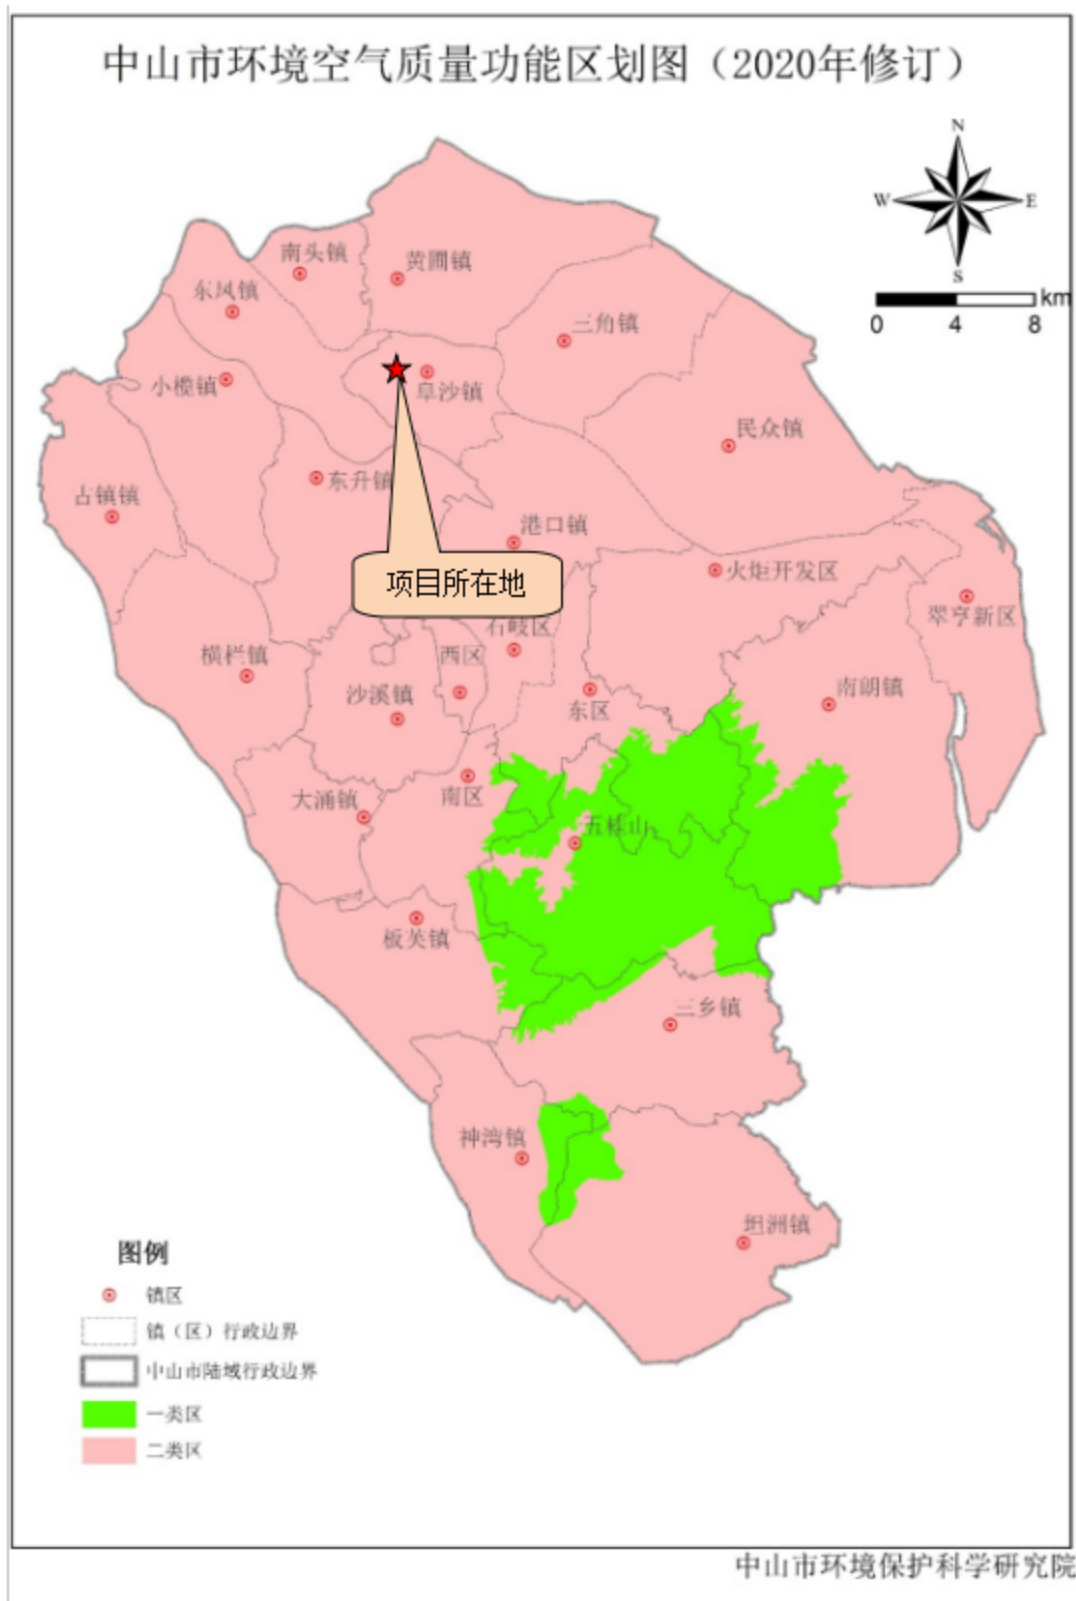 中山市环境空气质量功能区划图（2020年修订）
N
W
E
S
km
0 4 8
南头镇
黄圃镇
东凤镇
三角镇
小榄镇
阜沙镇
民众镇
古镇镇
东升镇
港口镇
火炬开发区
项目所在地
翠亨新区
石岐区
横栏镇
西区
沙溪镇
东区
南朗镇
大涌镇
南区
五桂山
板芙镇
三乡镇
神湾镇
坦洲镇
图例
镇区
镇（区）行政边界
中山市陆域行政边界
一类区
二类区
中山市环境保护科学研究院